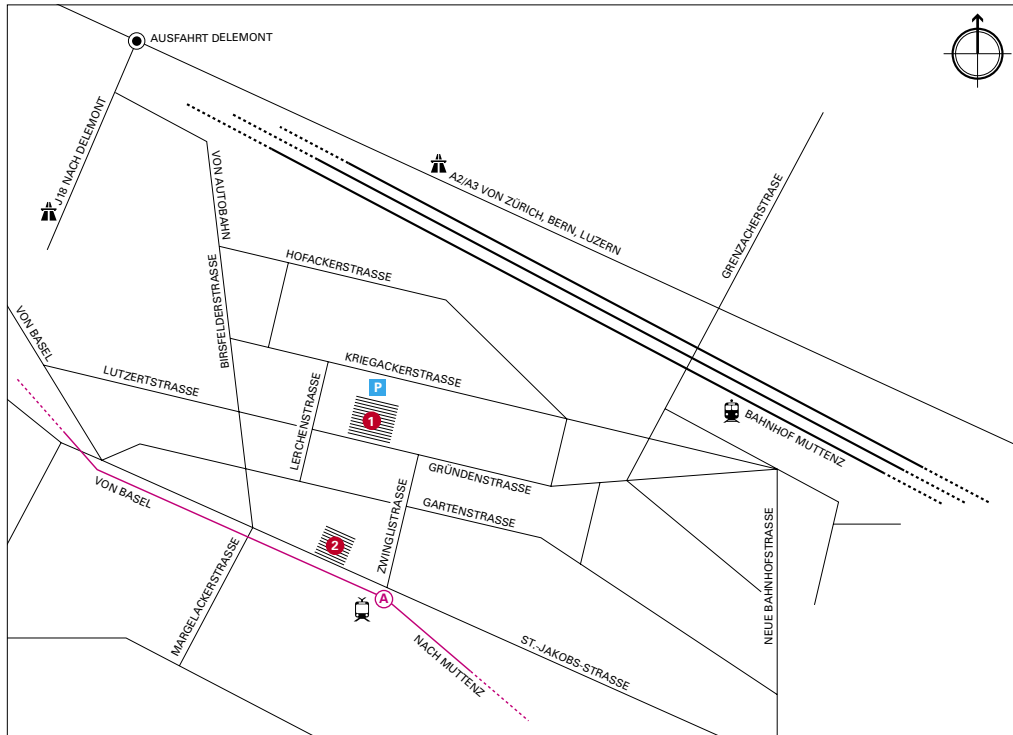 AUSFAHRT DELEMONT
J18 NACH DELEMONT
VON AUTOBAHN
A2/A3 VON ZÜRICH, BERN, LUZERN
GRENZACHERSTRASE
HOFACKERSTRASSE
BIRSFELDERSTRASSE
VON BASEL
LUTZERTSTRASSE
KRIEGACKERSTRASSE
P
LERCHENSTRASSE
1
BAHNHOF MUTTENZ
GRÜNDENSTRASSE
GARTENSTRASSE
ZWINGLISTRASSE
VON BASEL
2
MARGELACKERSTRASSE
A
NACH MUTTENZ
ST.-JAKOBS-STRASSE
NEUE BAHNHOFSTRASSE